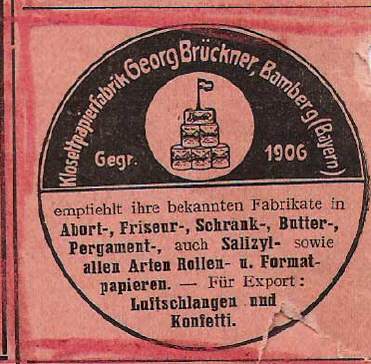 Klosettpapierfabrik Georg Brückner, Bamberg (Bayern)
Gegr. 1906
empfiehlt ihre bekannten Fabrikate in
Abort-, Friseur-, Schrank-, Butter-,
Pergament-, auch Salizyl- sowie
allen Arten Rollen- u. Format-
papieren. — Für Export:
Luftschlangen und
Konfetti.